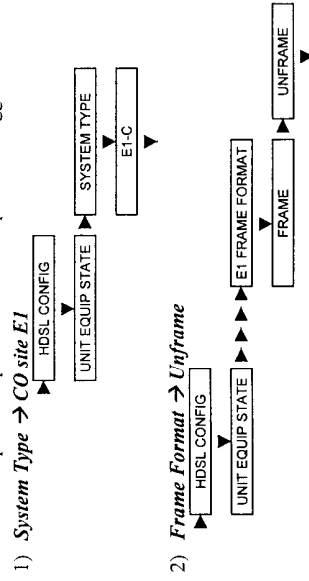 1) System Type → CO site E1
HDSL CONFIG
UNIT EQUIP STATE
SYSTEM TYPE
E1-C
2) Frame Format → Unframe
HDSL CONFIG
UNIT EQUIP STATE
E1 FRAME FORMAT
FRAME
UNFRAME